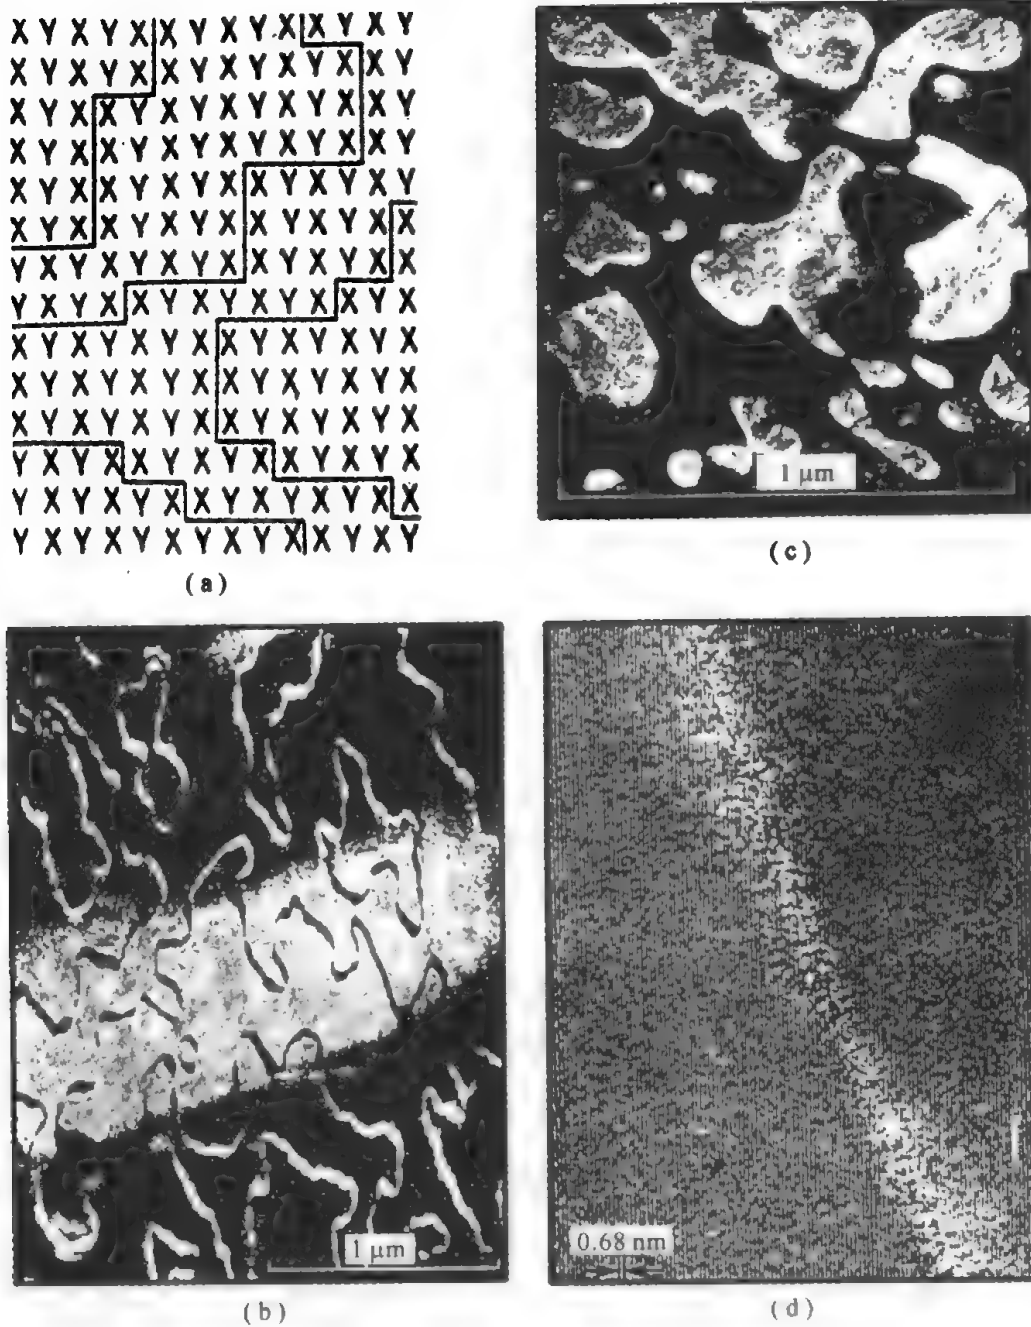 X Y X Y X X Y X Y X X Y X Y
X Y X Y X X Y X Y X Y X X Y
X Y X X Y X Y X Y X Y X X Y
X Y X X Y X Y X Y X Y X X Y
X Y X X Y X Y X X Y X Y X Y
X Y X X Y X Y X X Y X Y X X
Y X Y X Y X Y X X Y X Y X X
Y X Y X X Y X Y X Y X X Y X
X Y X Y X Y X X Y X Y X Y X
X Y X Y X Y X X Y X Y X Y X
X Y X Y X Y X X Y X Y X Y X
Y X Y X X Y X Y X X Y X Y X
Y X Y X Y X X Y X Y X Y X X
Y X Y X Y X Y X Y X X Y X Y
(a)
1 μm
(c)
1 μm
(b)
0.68 nm
(d)